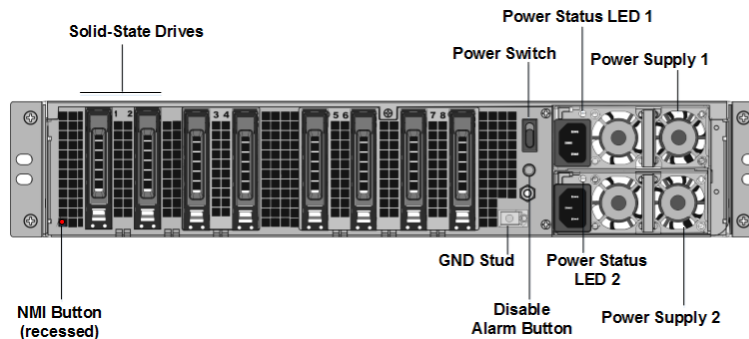 Power Status LED 1
Solid-State Drives
Power Switch
Power Supply 1
1 2
3 4
5 6
7 8
GND Stud
Power Status
LED 2
NMI Button
(recessed)
Disable
Alarm Button
Power Supply 2